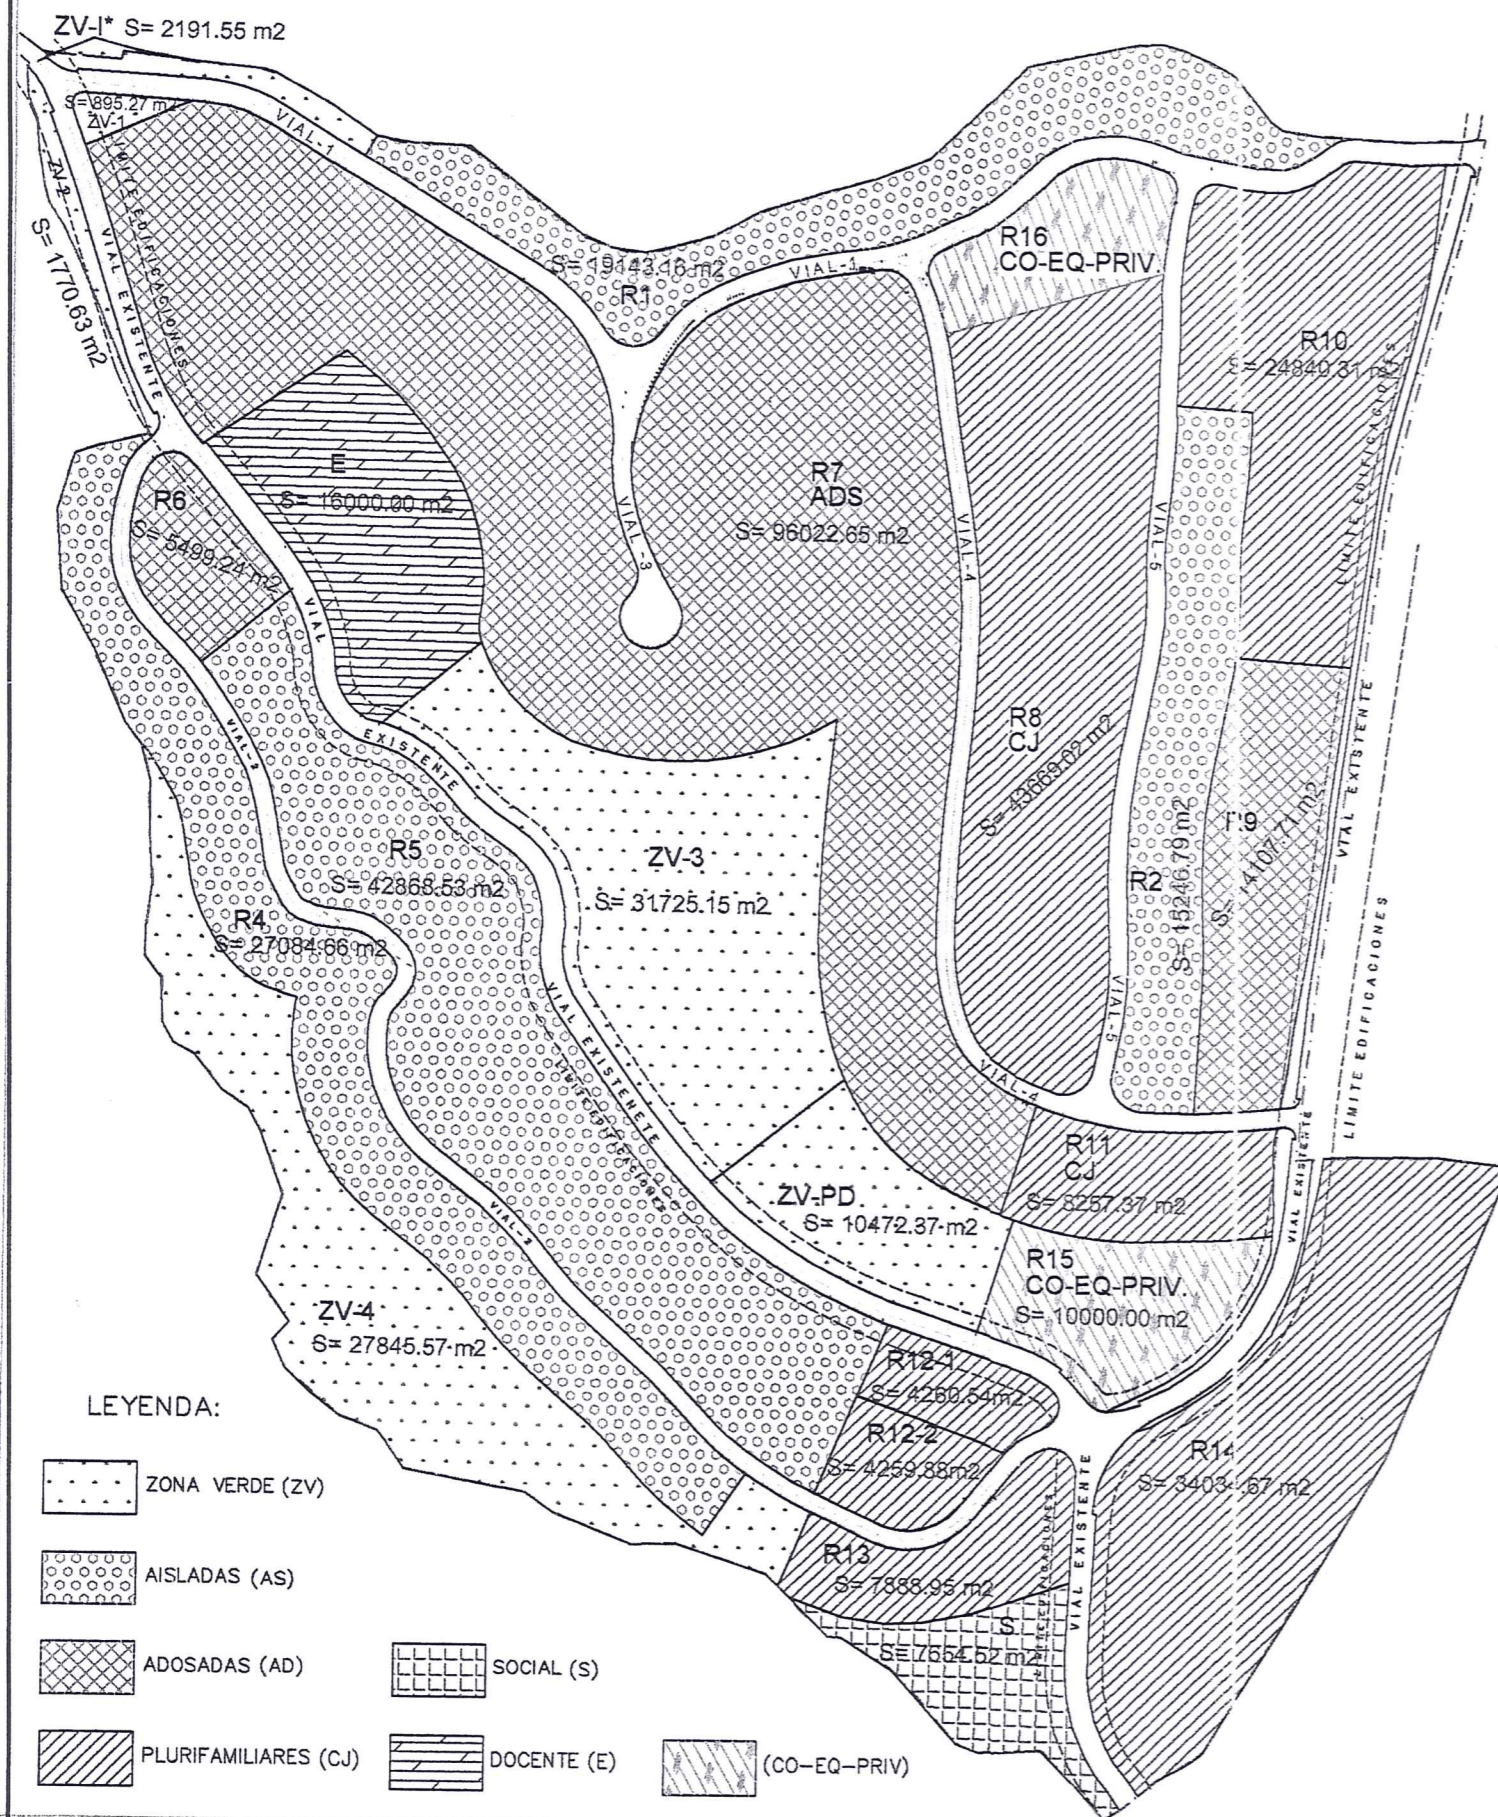 ZV-I* S= 2191.55 m2
S= 895.27 m2
ZV-1
ZV-2
S= 1770.63 m2
VIAL EXISTENTE
LIMITE EDIFICACIONES
VIAL-1
S= 19143.16 m2
R1
VIAL-1
R16
CO-EQ-PRIV
R10
S= 24840.31 m2
LIMITE EDIFICACIONES
E
S= 16000.00 m2
R6
S= 5499.24 m2
R7
ADS
S= 96022.65 m2
VIAL-3
VIAL-4
VIAL-5
VIAL
EXISTENTE
VIAL-2
R8
CJ
S= 43669.02 m2
R2
S= 15246.79 m2
R9
VIAL EXISTENTE
LIMITE EDIFICACIONES
R5
S= 42868.53 m2
ZV-3
S= 31725.15 m2
R4
S= 27084.66 m2
VIAL EXISTENETE
LIMITE EDIFICACIONES
VIAL-5
VIAL-4
R11
CJ
S= 8257.37 m2
VIAL EXISTENTE
ZV-PD
S= 10472.37 m2
VIAL-2
R15
CO-EQ-PRIV.
S= 10000.00 m2
ZV-4
S= 27845.57 m2
R12-1
S= 4260.54m2
R12-2
S= 4259.88m2
R14
R13
S= 7888.95 m2
VIAL EXISTENTE
S
S= 7654.52 m2
LEYENDA:
ZONA VERDE (ZV)
AISLADAS (AS)
ADOSADAS (AD)
SOCIAL (S)
PLURIFAMILIARES (CJ)
DOCENTE (E)
(CO-EQ-PRIV)